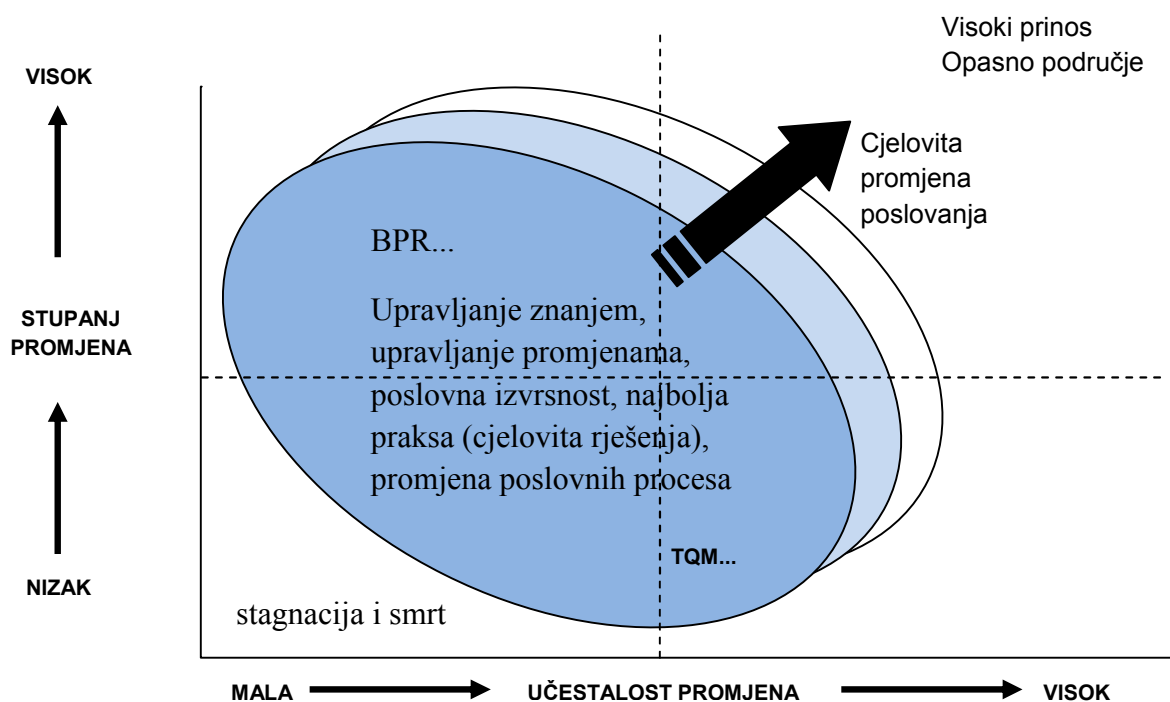 Visoki prinos
Opasno područje
VISOK
Cjelovita
promjena
poslovanja
BPR...
Upravljanje znanjem,
upravljanje promjenama,
poslovna izvrsnost, najbolja
praksa (cjelovita rješenja),
promjena poslovnih procesa
STUPANJ
PROMJENA
TQM...
NIZAK
stagnacija i smrt
MALA
UČESTALOST PROMJENA
VISOK